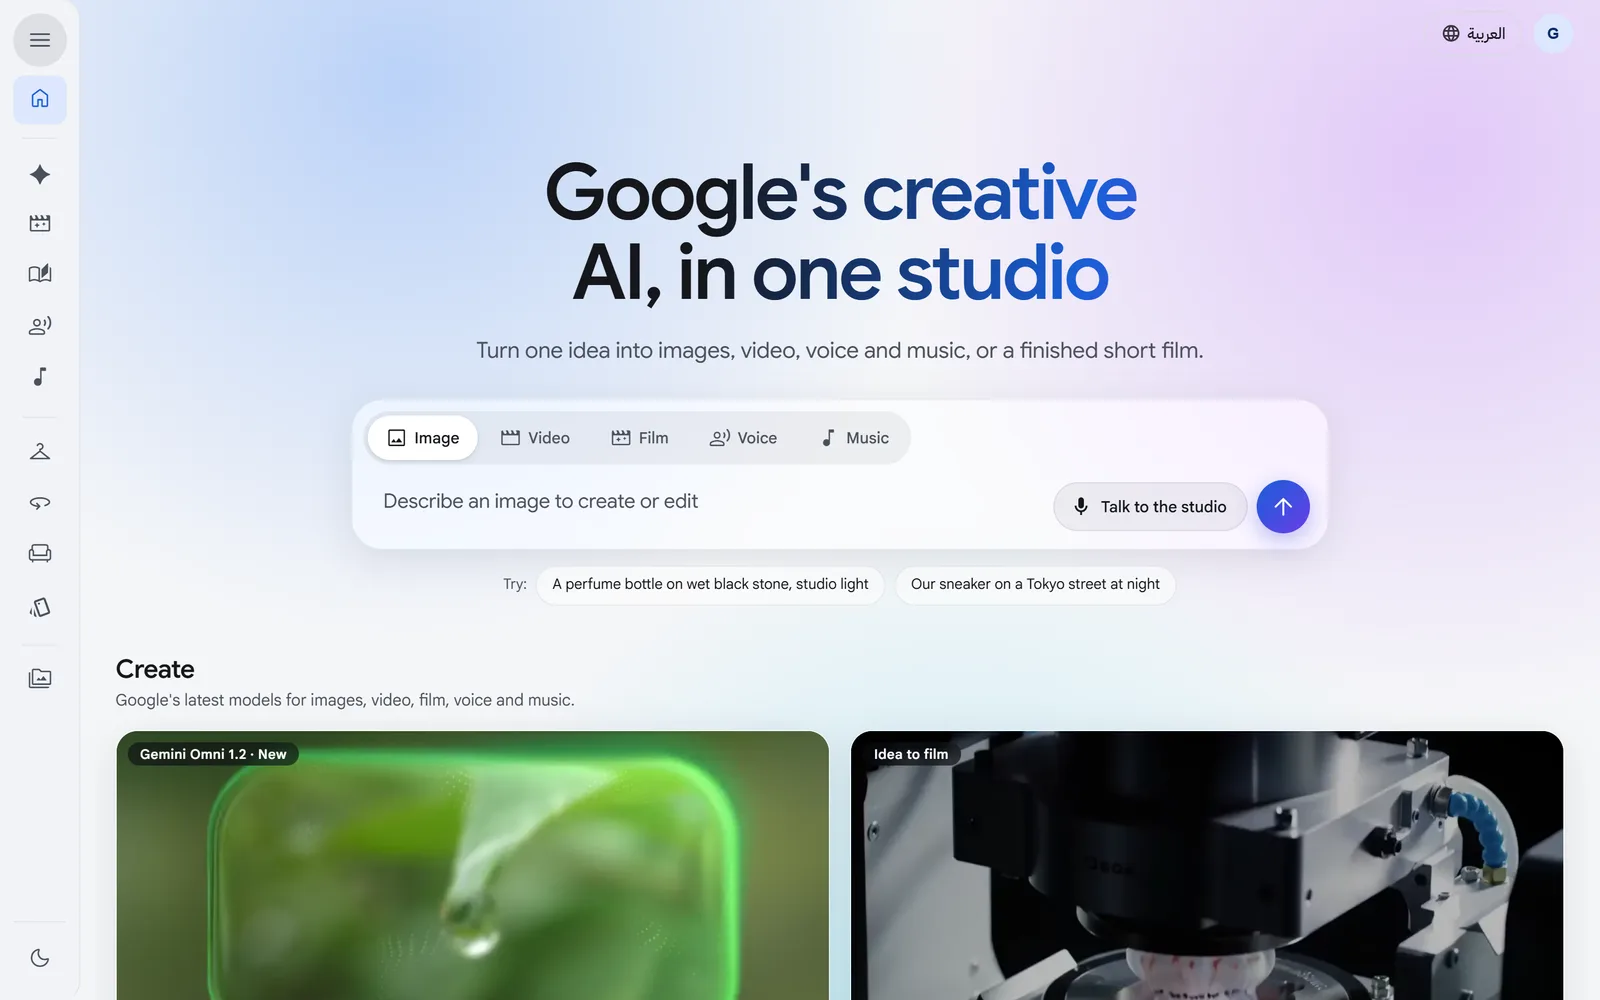 العربية
G
Google's creative
AI, in one studio
Turn one idea into images, video, voice and music, or a finished short film.
Image
Video
Film
Voice
Music
Describe an image to create or edit
Talk to the studio
Try:
A perfume bottle on wet black stone, studio light
Our sneaker on a Tokyo street at night
Create
Google's latest models for images, video, film, voice and music.
Gemini Omni 1.2 · New
Idea to film